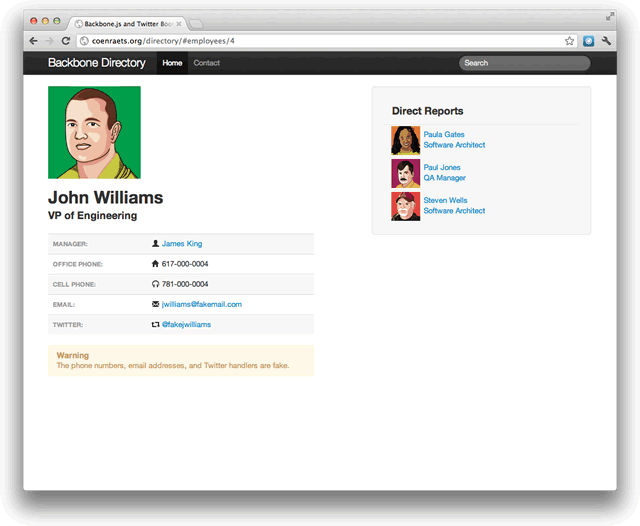 Backbone.js and Twitter Boo
coenraets.org/directory/#employees/4
Backbone Directory Home Contact Search
John Williams
VP of Engineering
MANAGER: James King
OFFICE PHONE: 617-000-0004
CELL PHONE: 781-000-0004
EMAIL: jwilliams@fakemail.com
TWITTER: @fakejwilliams
Warning
The phone numbers, email addresses, and Twitter handlers are fake.
Direct Reports
Paula Gates
Software Architect
Paul Jones
QA Manager
Steven Wells
Software Architect